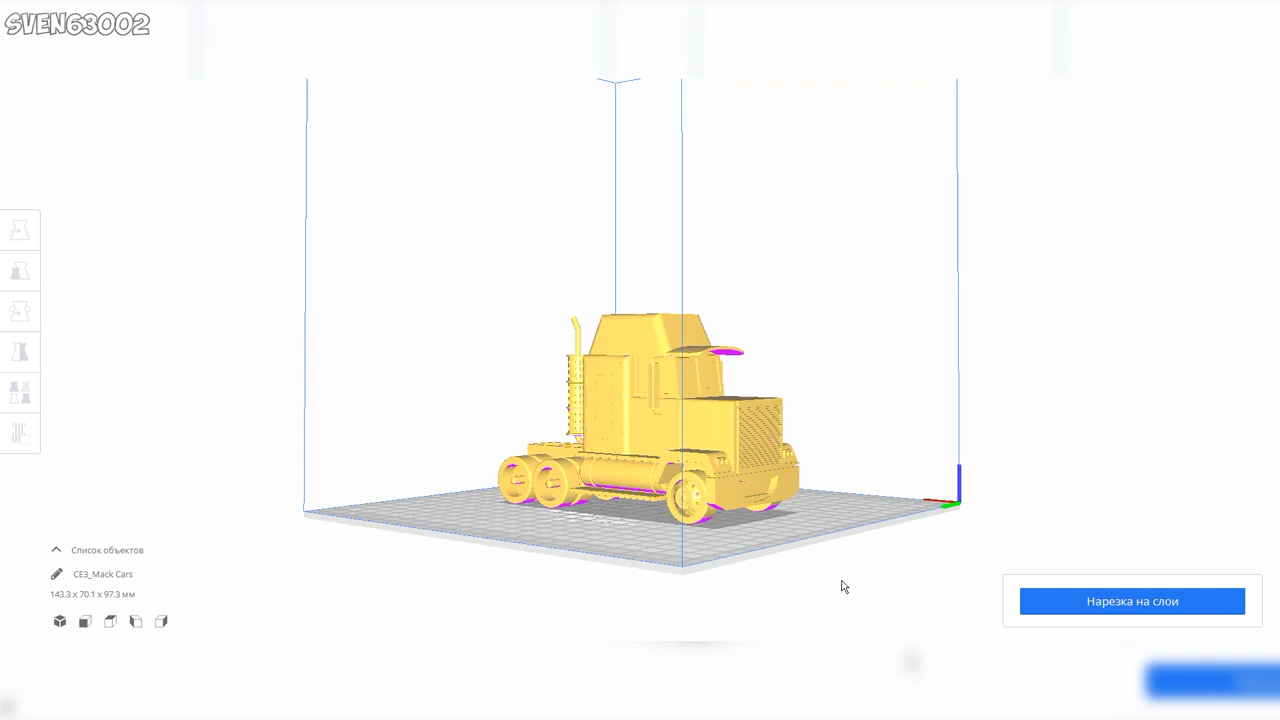 SVEN63002
Список объектов
CE3_Mack Cars
143.3 x 70.1 x 97.3 мм
Нарезка на слои